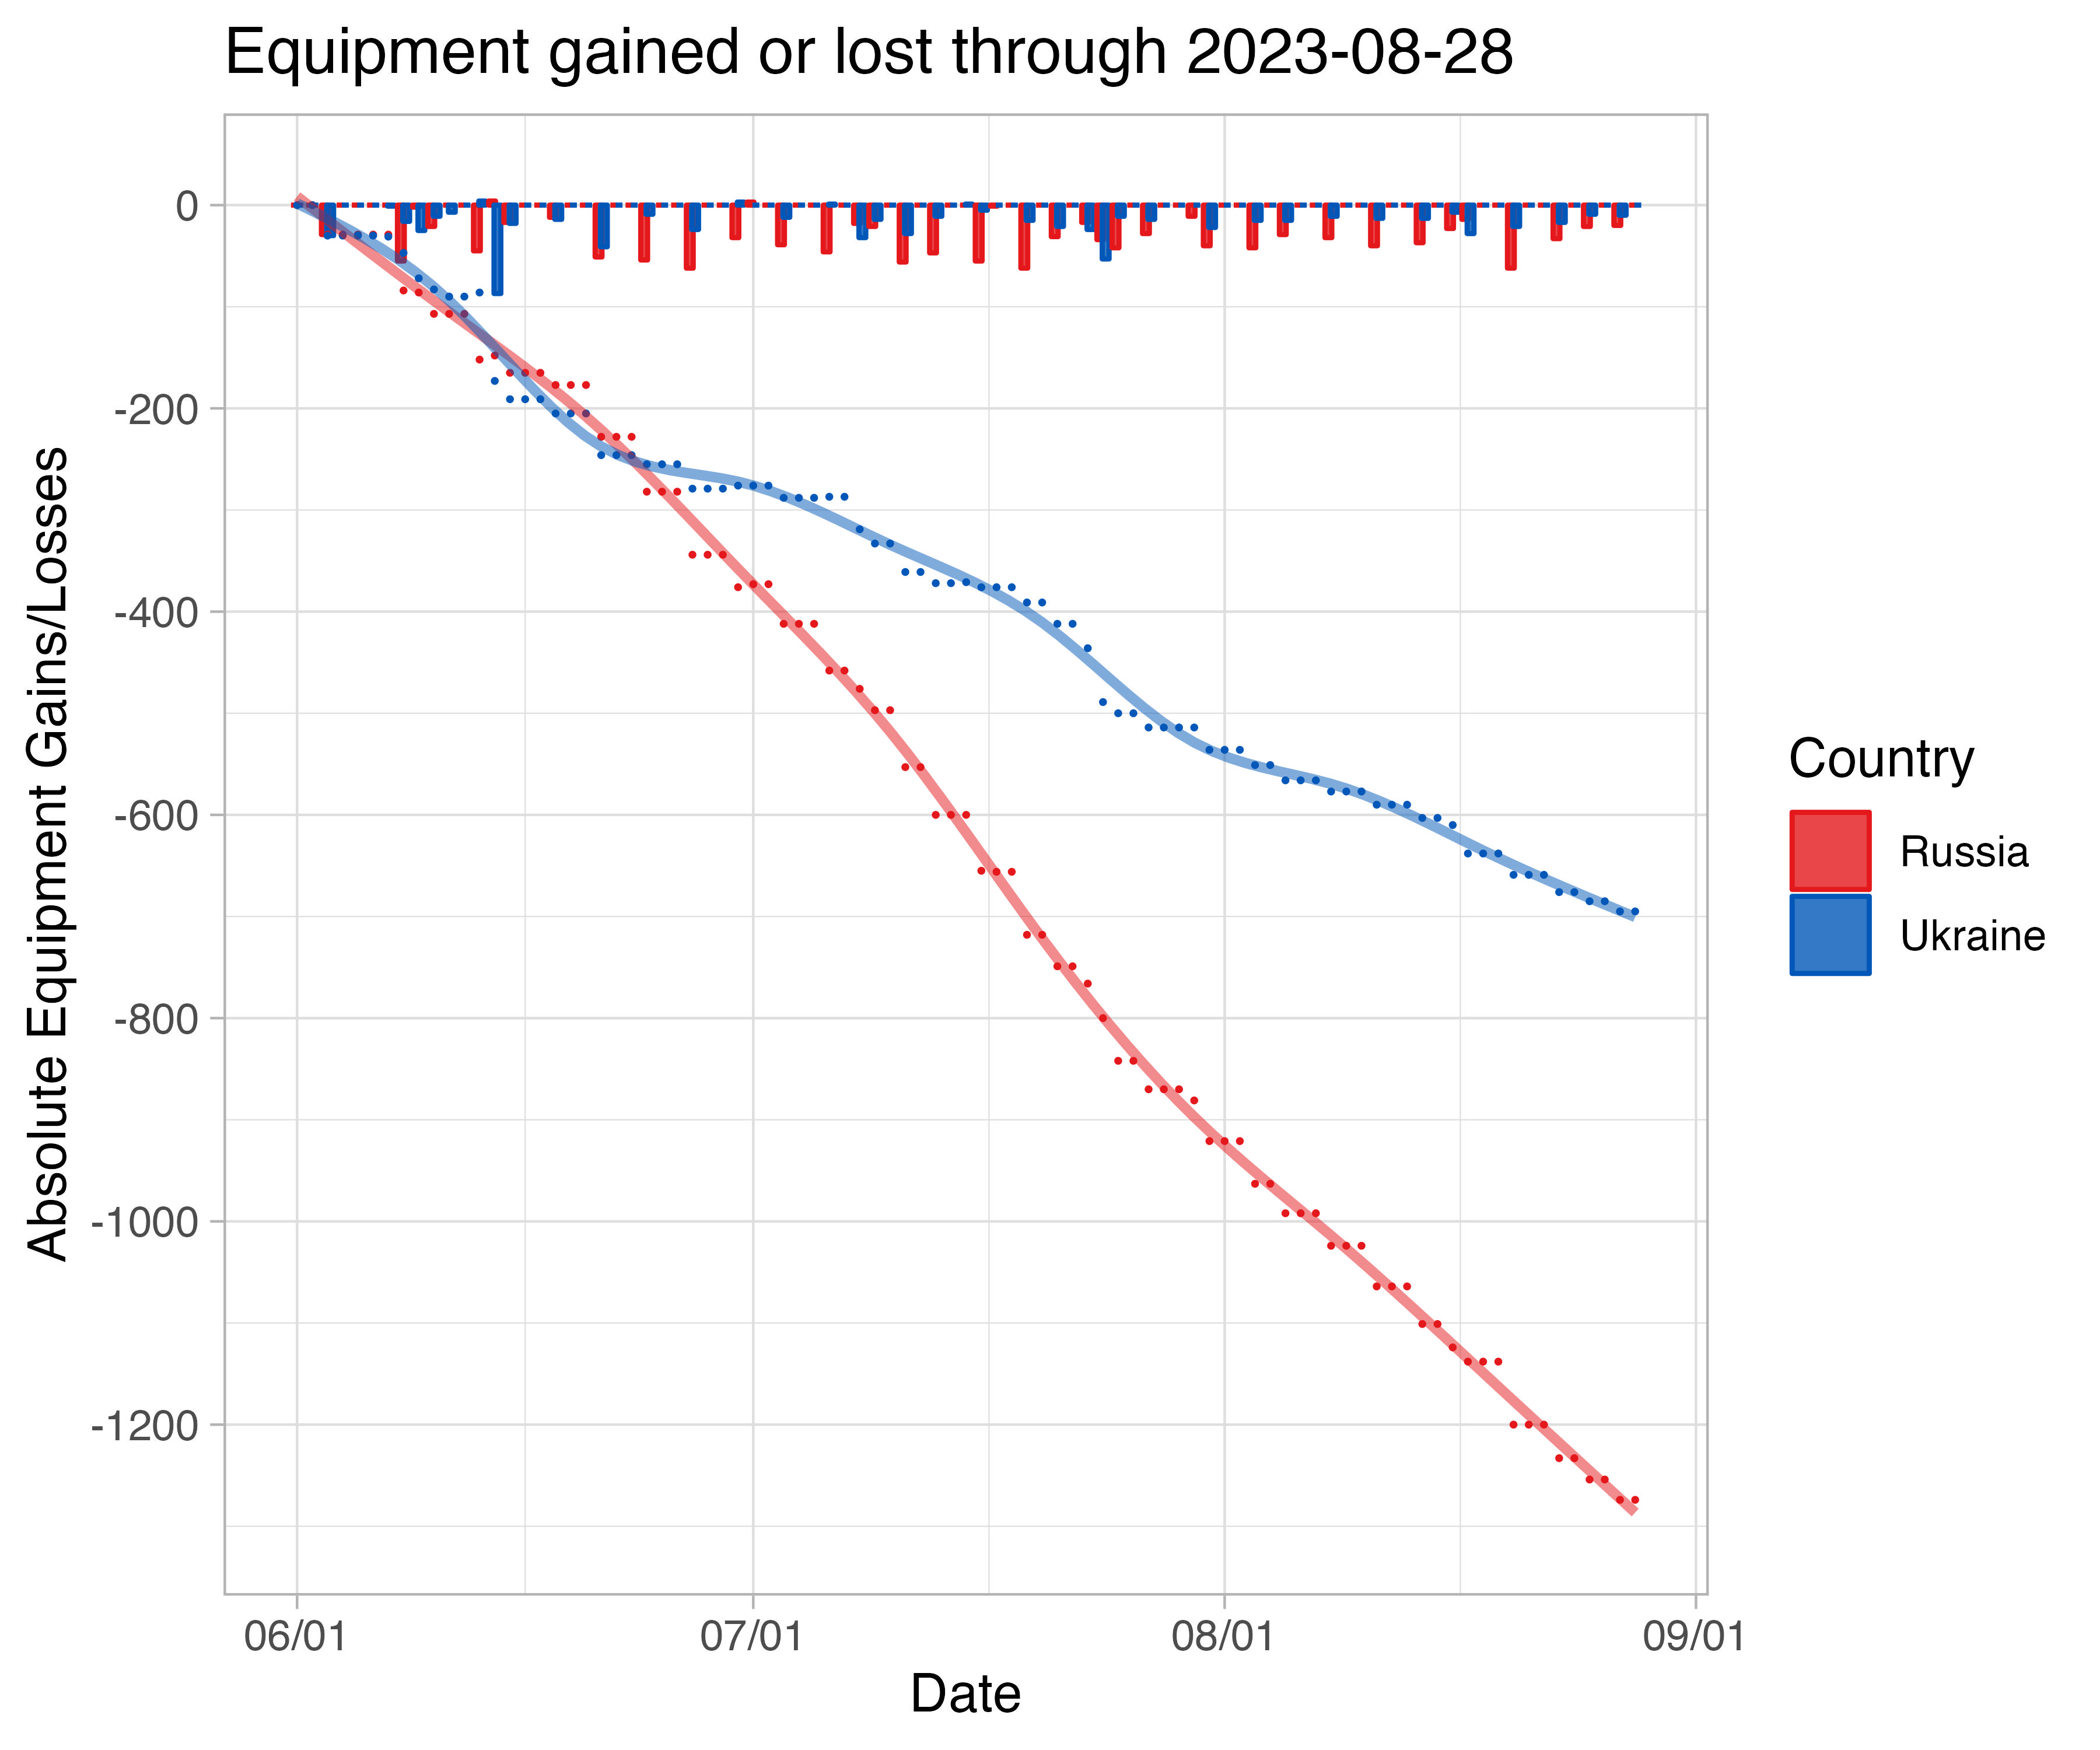 Equipment gained or lost through 2023-08-28
Absolute Equipment Gains/Losses
0
-200
-400
-600
-800
-1000
-1200
06/01
07/01
08/01
09/01
Date
Country
Russia
Ukraine